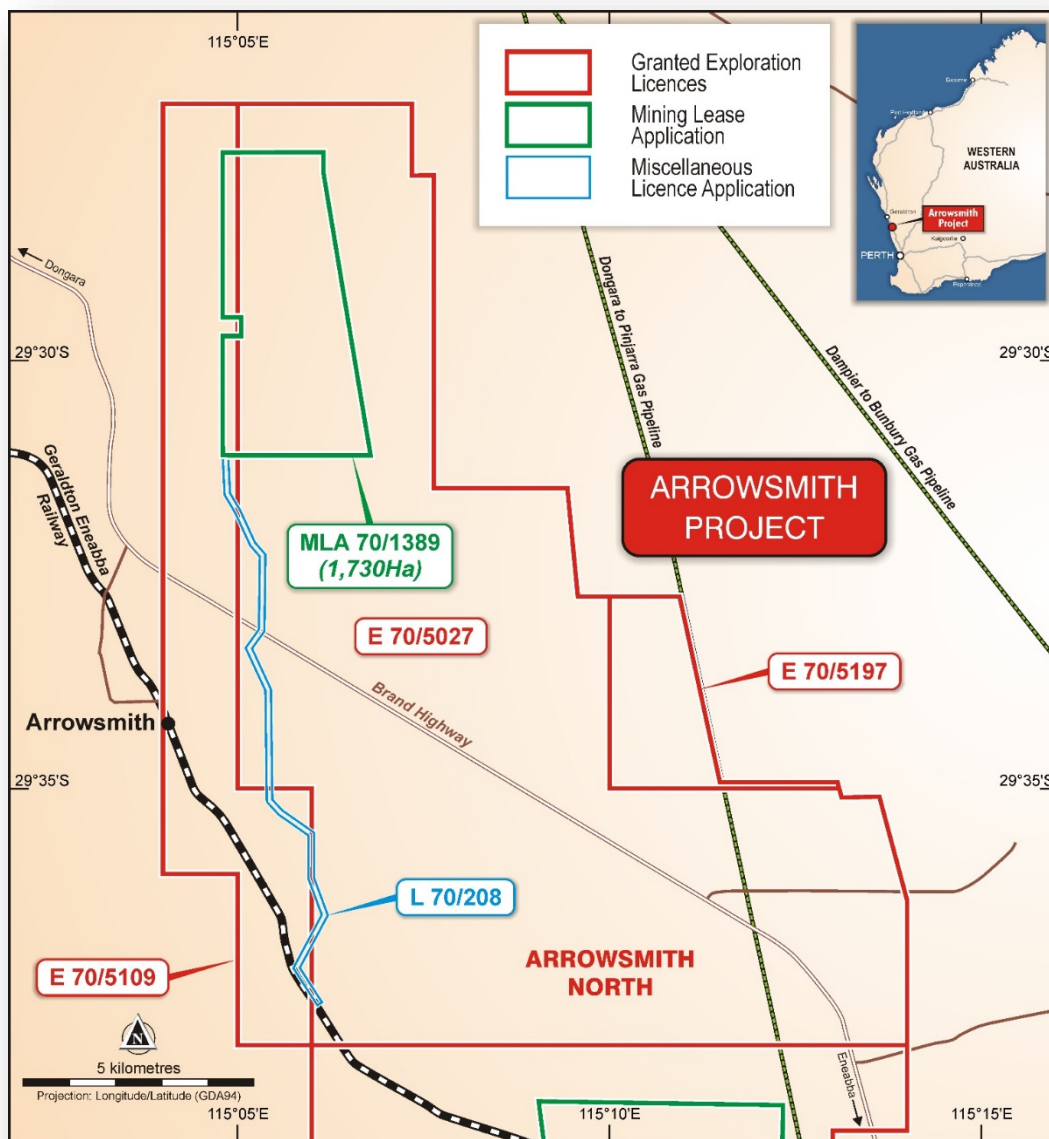 115°05'E
Granted Exploration
Licences
Mining Lease
Application
Miscellaneous
Licence Application
WESTERN
AUSTRALIA
Geraldton
Arrowsmith
Project
Kalgoorlie
PERTH
Esperance
Dongara
29°30'S
29°30'S
Dongara to Pinjarra Gas Pipeline
Dampier to Bunbury Gas Pipeline
Geraldton Eneabba
Railway
ARROWSMITH
PROJECT
MLA 70/1389
(1,730Ha)
E 70/5027
E 70/5197
Brand Highway
Arrowsmith
29°35'S
29°35'S
L 70/208
E 70/5109
ARROWSMITH
NORTH
N
5 kilometres
Projection: Longitude/Latitude (GDA94)
Eneabba
115°05'E
115°10'E
115°15'E